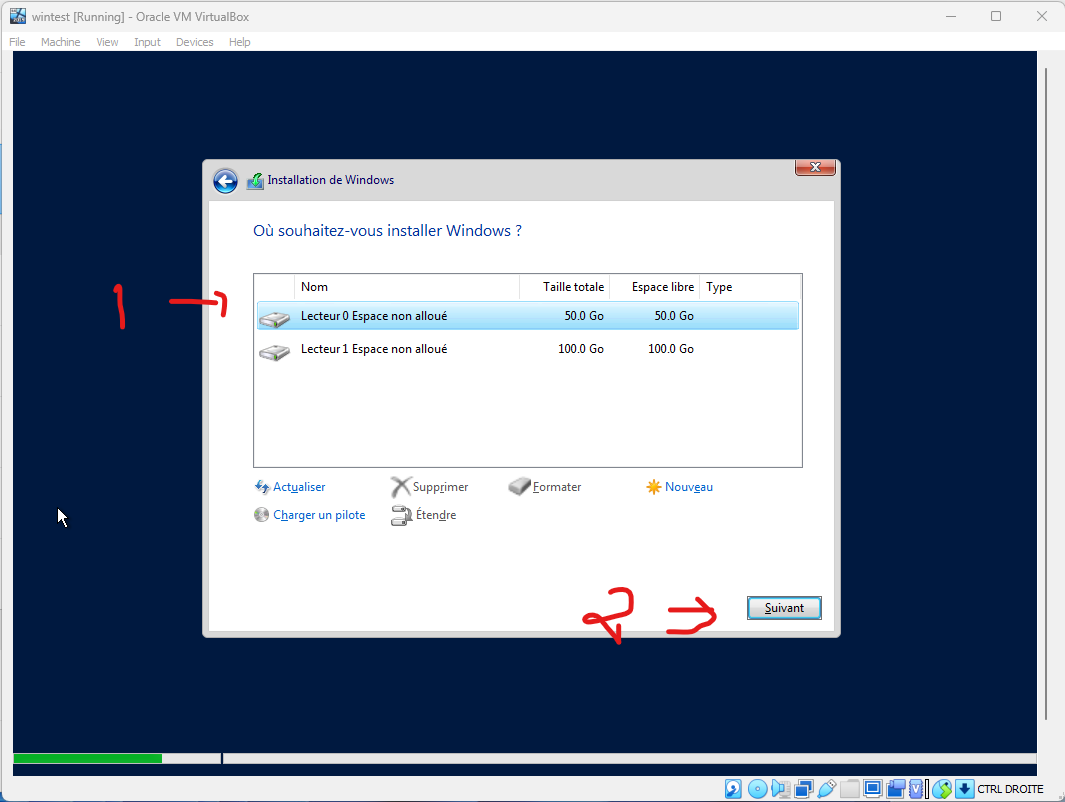 wintest [Running] - Oracle VM VirtualBox
File Machine View Input Devices Help
Installation de Windows
Où souhaitez-vous installer Windows ?
Nom Taille totale Espace libre Type
1
Lecteur 0 Espace non alloué 50.0 Go 50.0 Go
Lecteur 1 Espace non alloué 100.0 Go 100.0 Go
Actualiser Supprimer Formater Nouveau
Charger un pilote Étendre
2 Suivant
CTRL DROITE